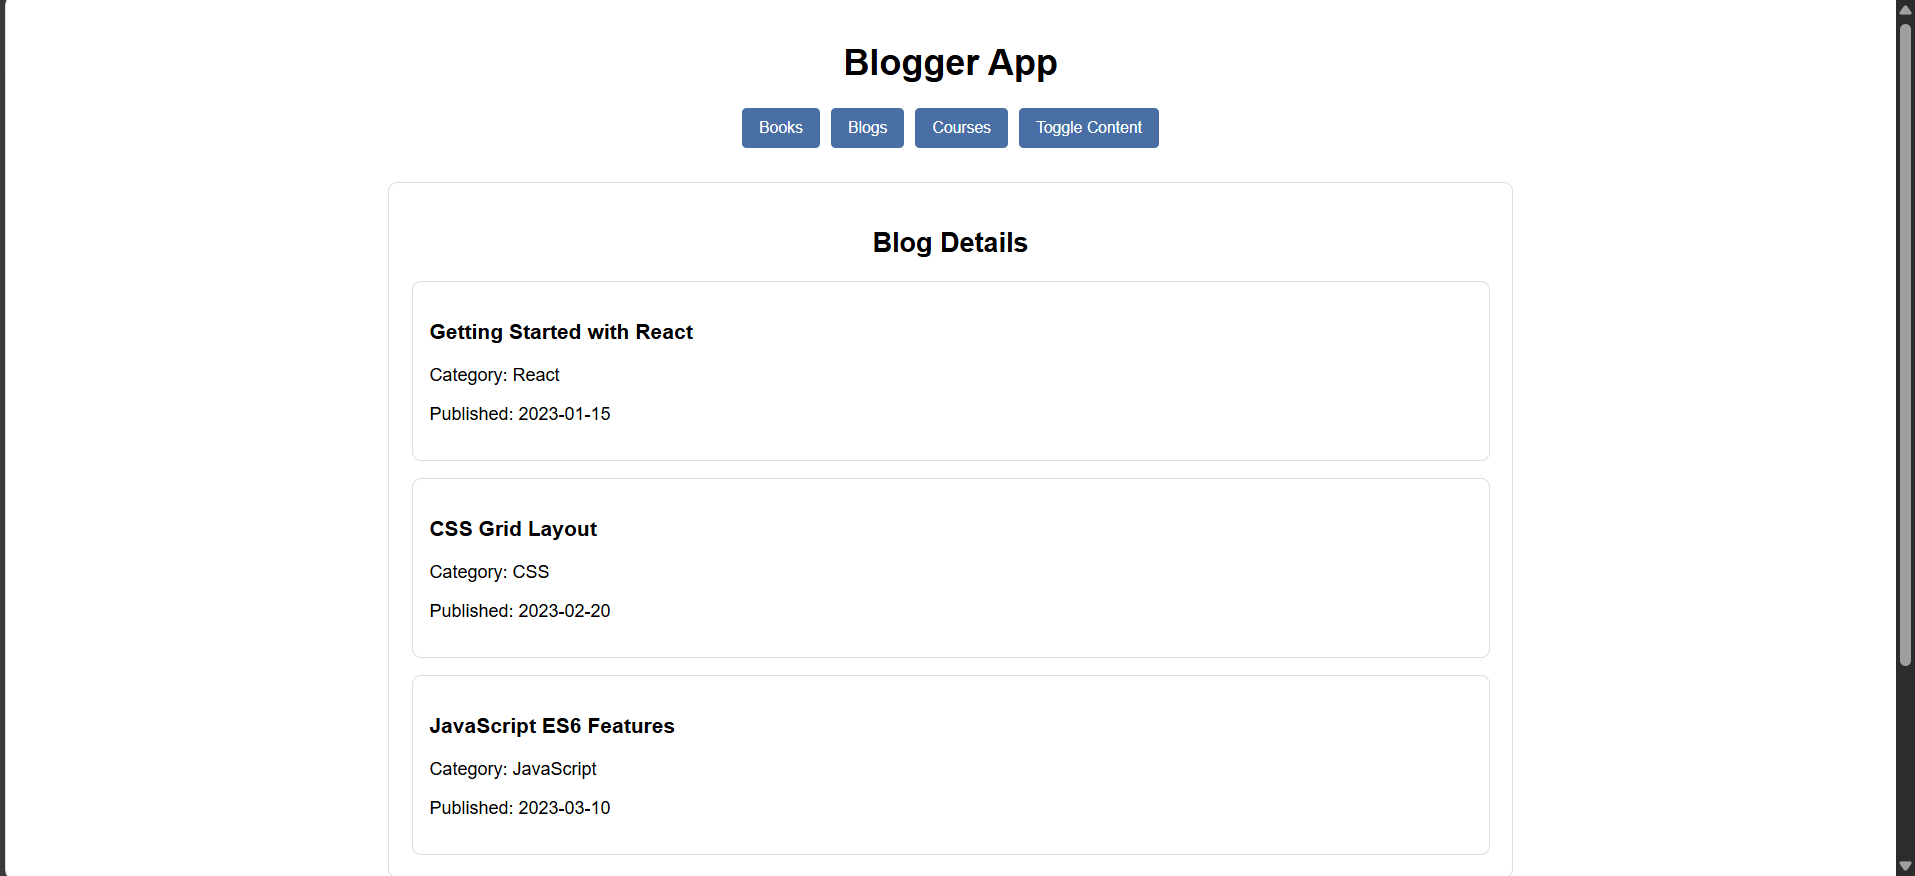 Blogger App
Books Blogs Courses Toggle Content
Blog Details
Getting Started with React
Category: React
Published: 2023-01-15
CSS Grid Layout
Category: CSS
Published: 2023-02-20
JavaScript ES6 Features
Category: JavaScript
Published: 2023-03-10